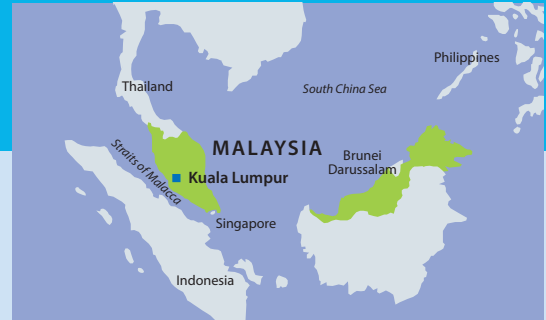 Philippines
Thailand
South China Sea
MALAYSIA
Straits of Malacca
Brunei
Darussalam
Kuala Lumpur
Singapore
Indonesia